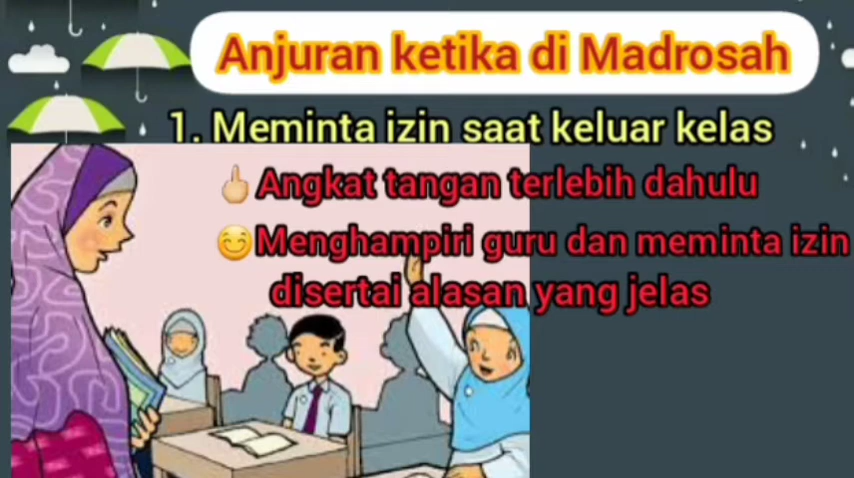 Anjuran ketika di Madrosah
1. Meminta izin saat keluar kelas
👆Angkat tangan terlebih dahulu
😊Menghampiri guru dan meminta izin
disertai alasan yang jelas